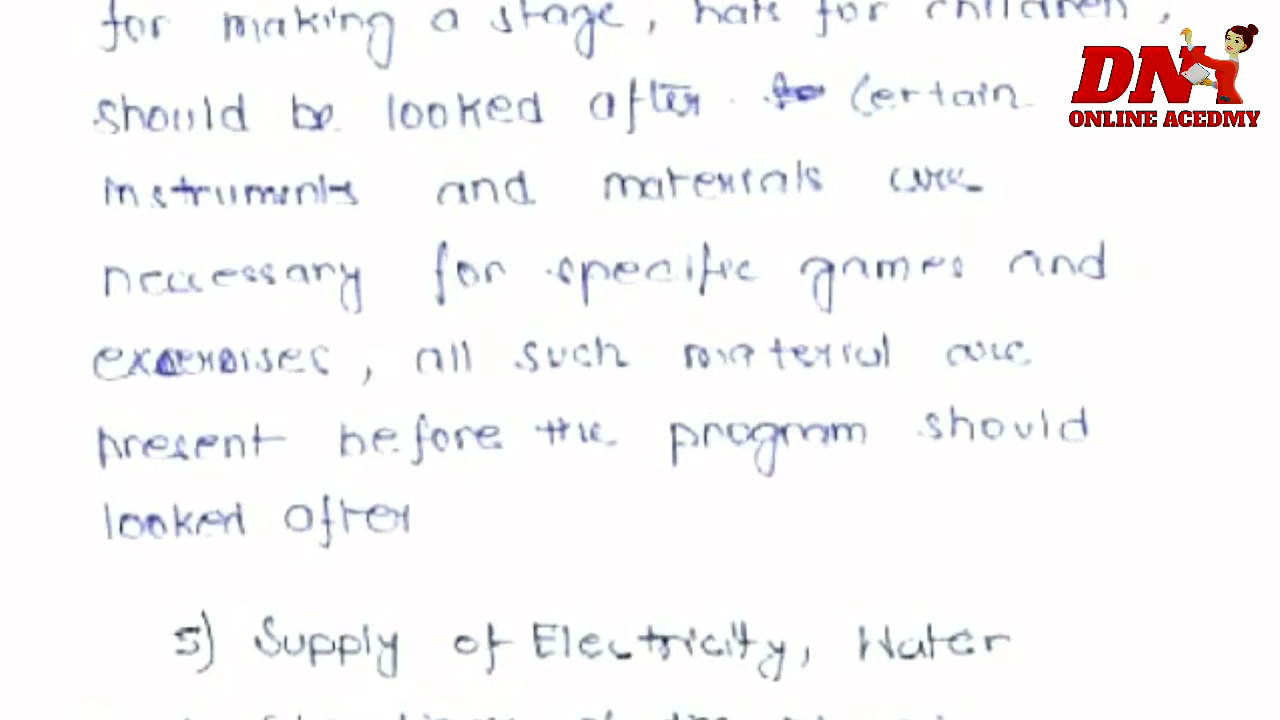 for making a stage, hats for children,
should be looked after. Certain
instruments and materials are
necessary for specific games and
exercises, all such material are
present before the program should
looked after
5) Supply of Electricity, Water
DN
ONLINE ACEDMY